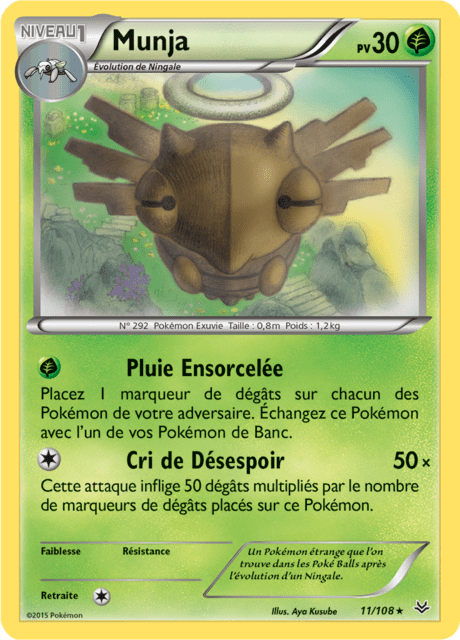 NIVEAU 1
Munja
PV 30
Évolution de Ningale
N° 292 Pokémon Exuvie Taille : 0,8m Poids : 1,2kg
Pluie Ensorcelée
Placez 1 marqueur de dégâts sur chacun des
Pokémon de votre adversaire. Échangez ce Pokémon
avec l'un de vos Pokémon de Banc.
Cri de Désespoir 50×
Cette attaque inflige 50 dégâts multipliés par le nombre
de marqueurs de dégâts placés sur ce Pokémon.
Faiblesse Résistance
Un Pokémon étrange que l'on
trouve dans les Poké Balls après
l'évolution d'un Ningale.
Retraite
©2015 Pokémon
Illus. Aya Kusube
11/108 ★